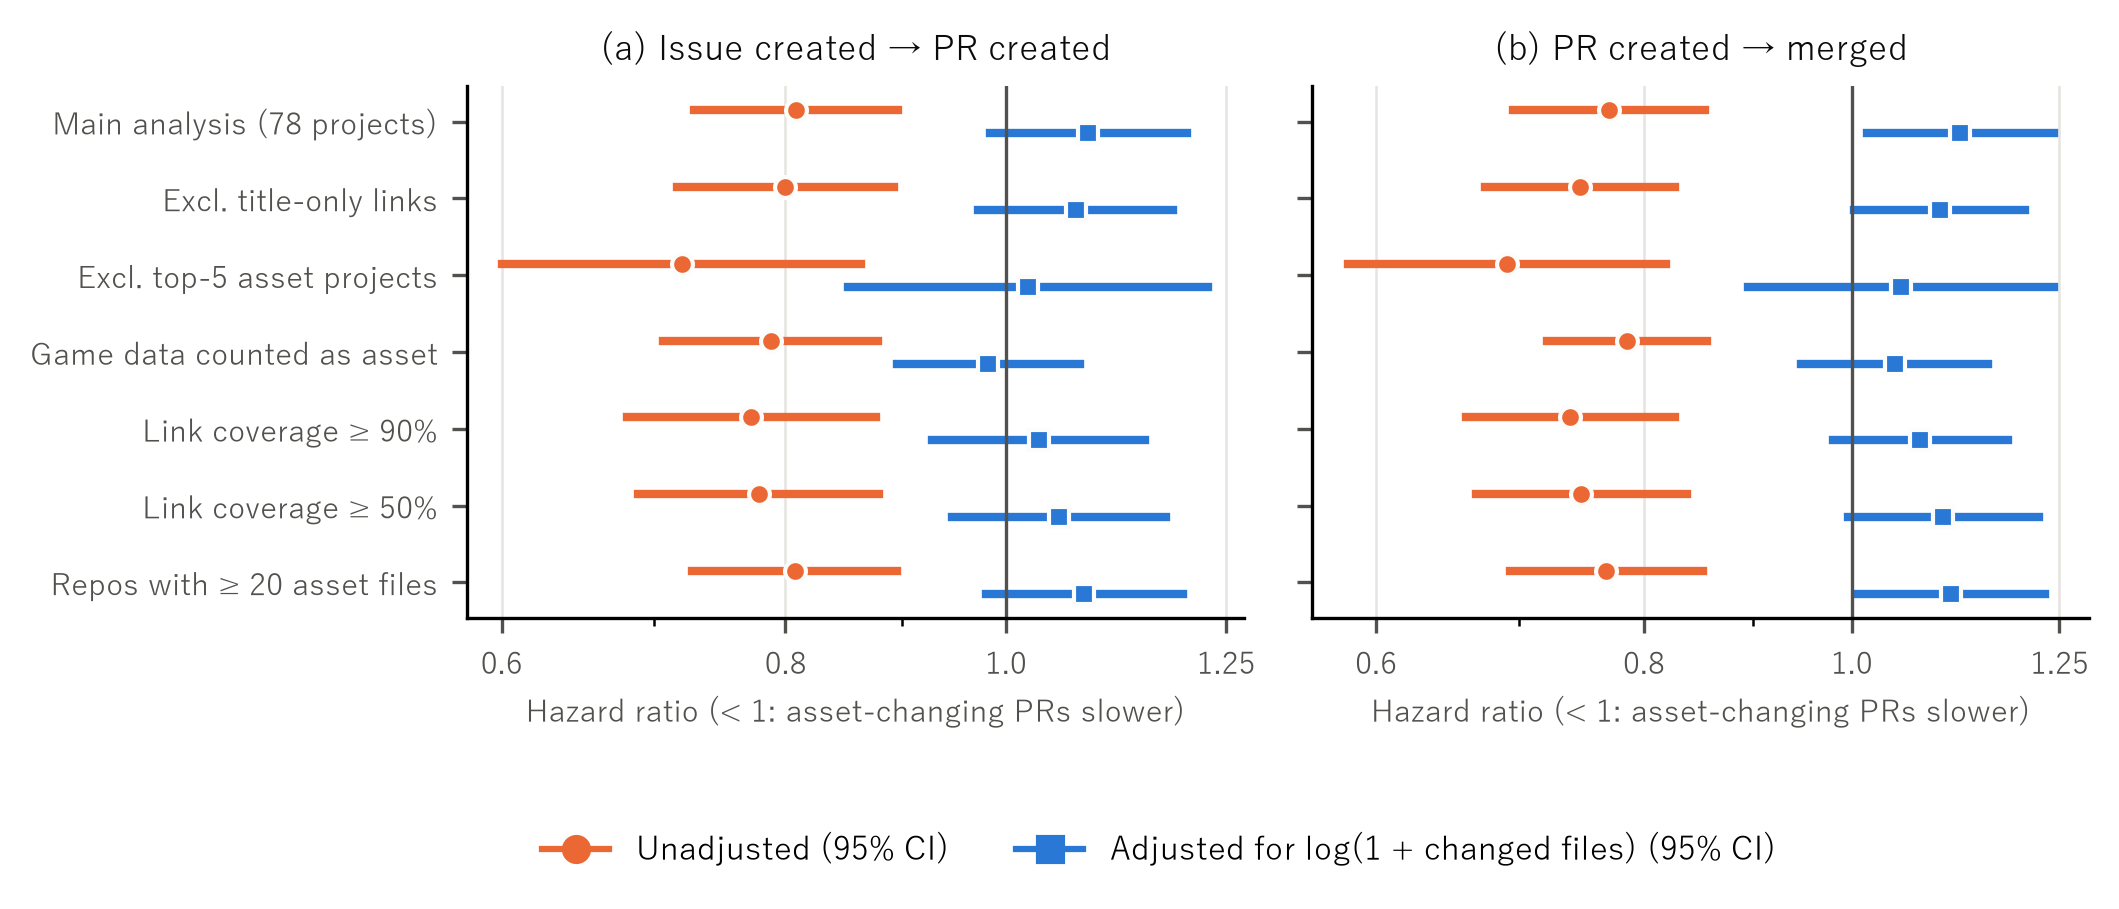 (a) Issue created → PR created
(b) PR created → merged
Main analysis (78 projects)
Excl. title-only links
Excl. top-5 asset projects
Game data counted as asset
Link coverage ≥ 90%
Link coverage ≥ 50%
Repos with ≥ 20 asset files
0.6 0.8 1.0 1.25
0.6 0.8 1.0 1.25
Hazard ratio (< 1: asset-changing PRs slower)
Hazard ratio (< 1: asset-changing PRs slower)
Unadjusted (95% CI)
Adjusted for log(1 + changed files) (95% CI)